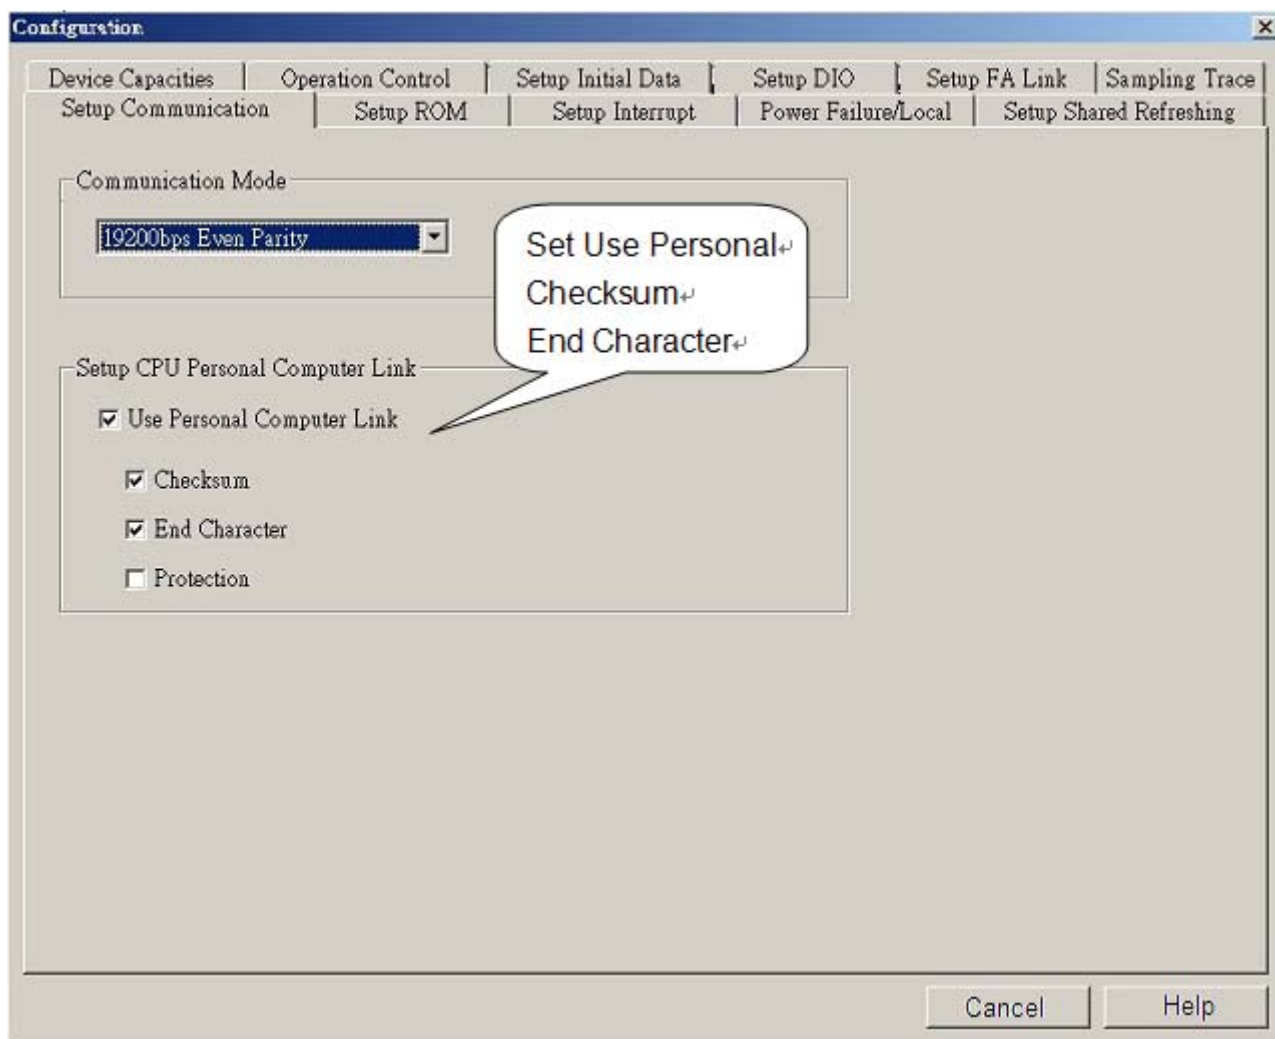 Configuration
Device Capacities Operation Control Setup Initial Data Setup DIO Setup FA Link Sampling Trace
Setup Communication Setup ROM Setup Interrupt Power Failure/Local Setup Shared Refreshing
Communication Mode
19200bps Even Parity
Set Use Personal
Checksum
End Character
Setup CPU Personal Computer Link
Use Personal Computer Link
Checksum
End Character
Protection
Cancel Help